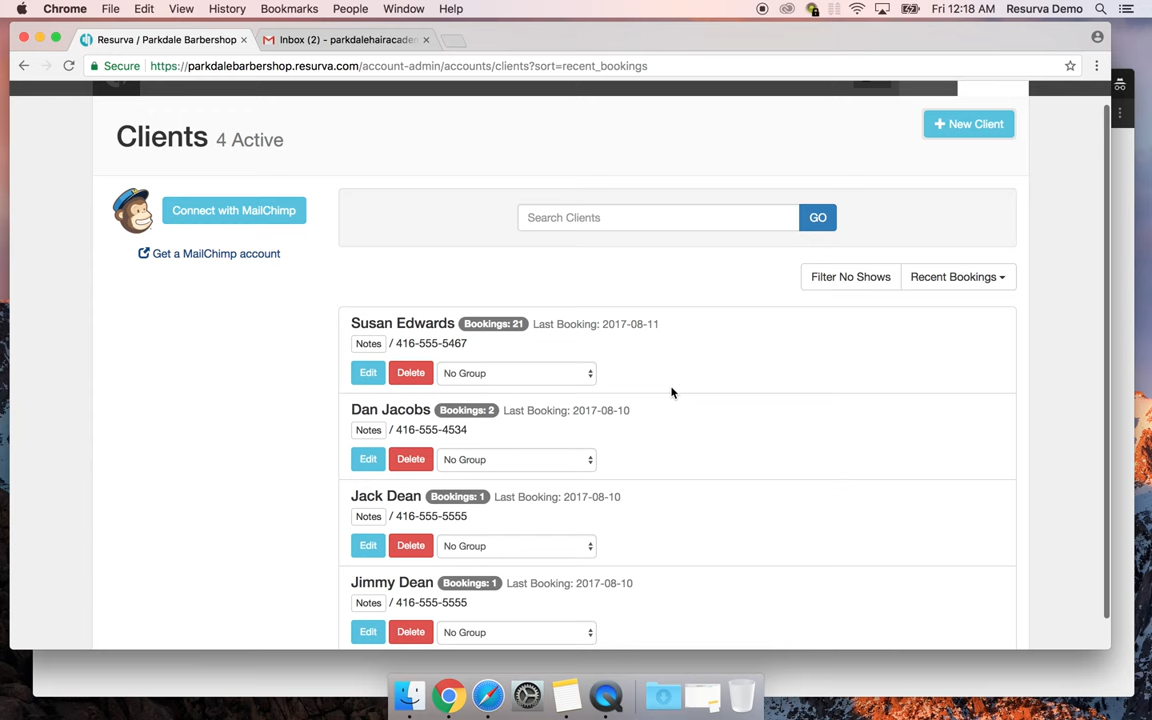 Chrome File Edit View History Bookmarks People Window Help Fri 12:18 AM Resurva Demo
Resurva / Parkdale Barbershop × Inbox (2) - parkdalehairacade ×
Secure https://parkdalebarbershop.resurva.com/account-admin/accounts/clients?sort=recent_bookings
Clients 4 Active
+ New Client
Connect with MailChimp
Get a MailChimp account
Search Clients GO
Filter No Shows Recent Bookings
Susan Edwards Bookings: 21 Last Booking: 2017-08-11
Notes / 416-555-5467
Edit Delete No Group
Dan Jacobs Bookings: 2 Last Booking: 2017-08-10
Notes / 416-555-4534
Edit Delete No Group
Jack Dean Bookings: 1 Last Booking: 2017-08-10
Notes / 416-555-5555
Edit Delete No Group
Jimmy Dean Bookings: 1 Last Booking: 2017-08-10
Notes / 416-555-5555
Edit Delete No Group